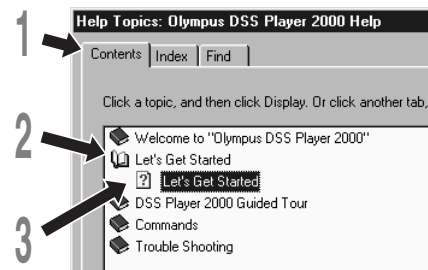 Help Topics: Olympus DSS Player 2000 Help
1
Contents Index Find
Click a topic, and then click Display. Or click another tab,
2
Welcome to "Olympus DSS Player 2000"
Let's Get Started
Let's Get Started
DSS Player 2000 Guided Tour
3
Commands
Trouble Shooting